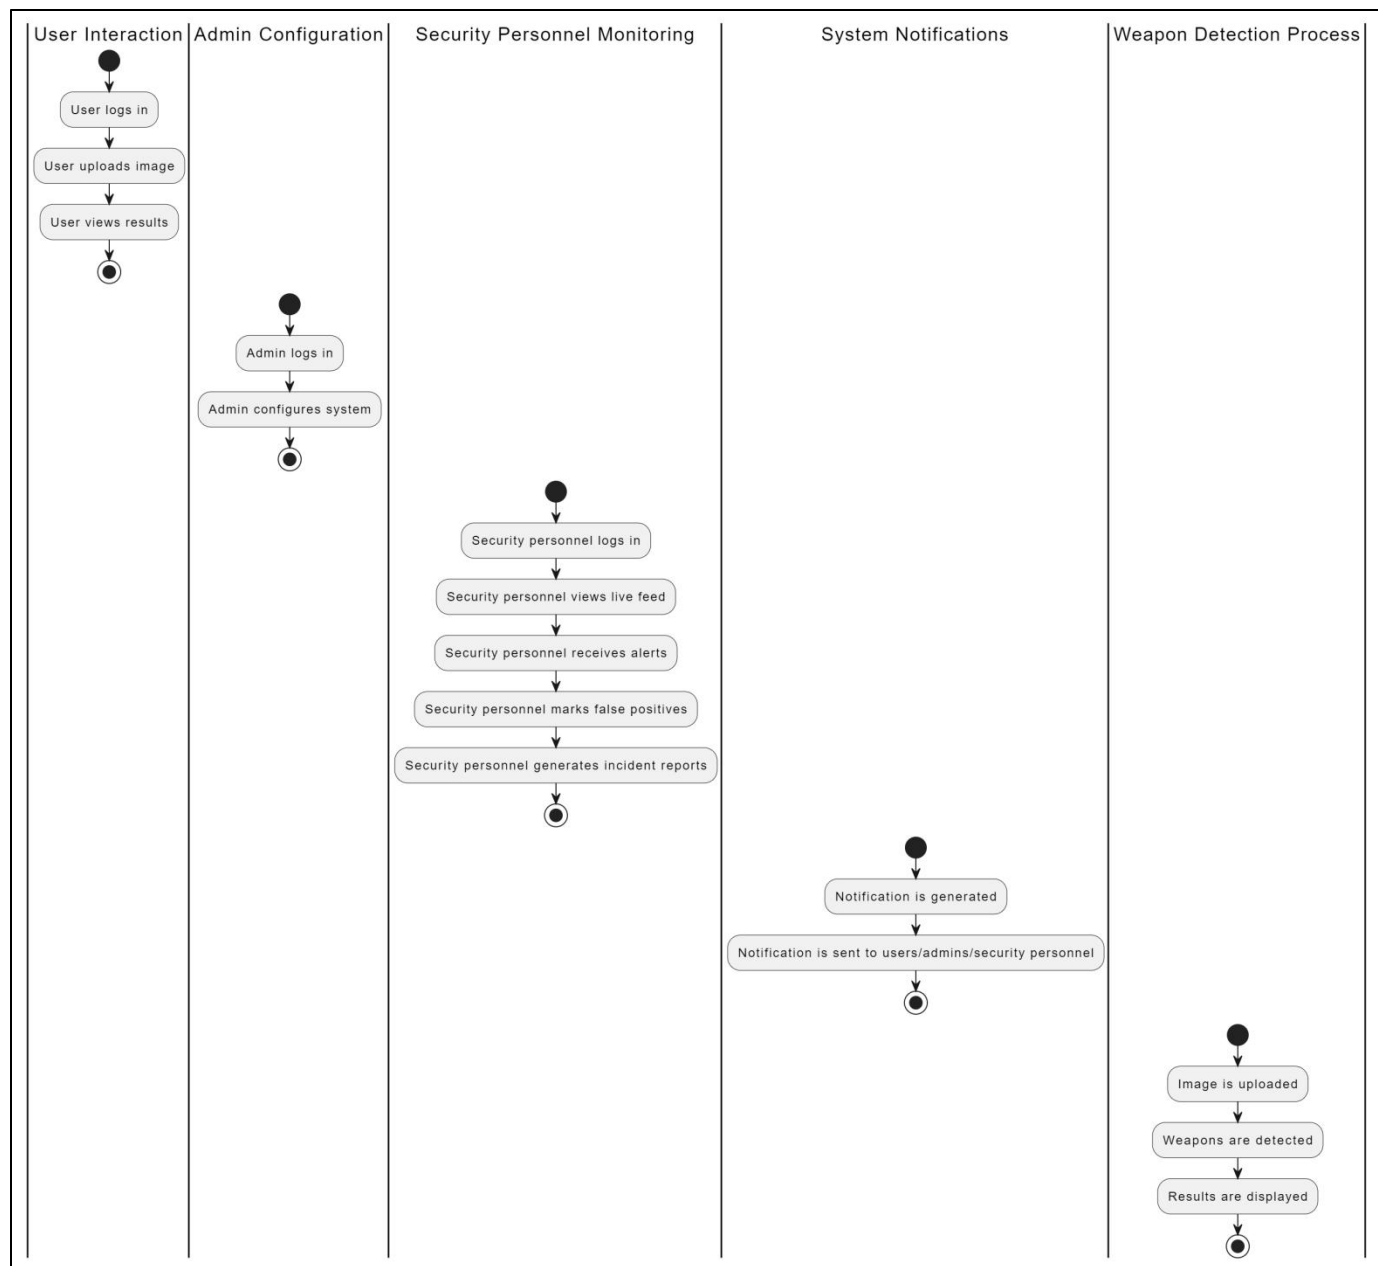 User Interaction
Admin Configuration
Security Personnel Monitoring
System Notifications
Weapon Detection Process
User logs in
User uploads image
User views results
Admin logs in
Admin configures system
Security personnel logs in
Security personnel views live feed
Security personnel receives alerts
Security personnel marks false positives
Security personnel generates incident reports
Notification is generated
Notification is sent to users/admins/security personnel
Image is uploaded
Weapons are detected
Results are displayed